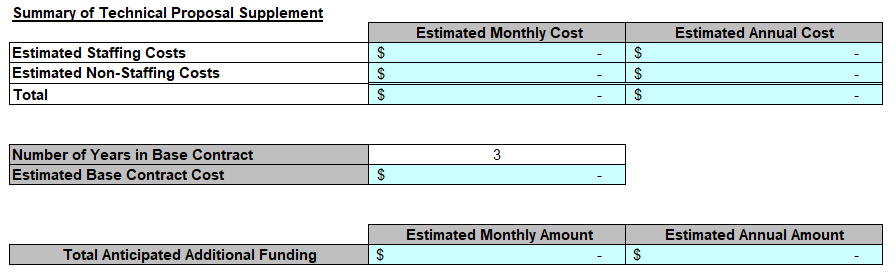 Summary of Technical Proposal Supplement
Estimated Monthly Cost Estimated Annual Cost
Estimated Staffing Costs $ - $ -
Estimated Non-Staffing Costs $ - $ -
Total $ - $ -
Number of Years in Base Contract 3
Estimated Base Contract Cost $ -
Estimated Monthly Amount Estimated Annual Amount
Total Anticipated Additional Funding $ - $ -